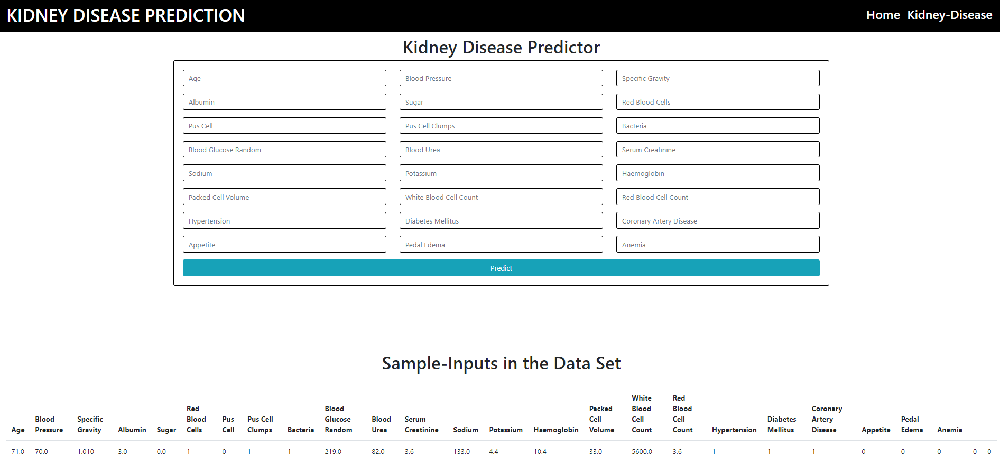 KIDNEY DISEASE PREDICTION
Home Kidney-Disease
Kidney Disease Predictor
Age Blood Pressure Specific Gravity
Albumin Sugar Red Blood Cells
Pus Cell Pus Cell Clumps Bacteria
Blood Glucose Random Blood Urea Serum Creatinine
Sodium Potassium Haemoglobin
Packed Cell Volume White Blood Cell Count Red Blood Cell Count
Hypertension Diabetes Mellitus Coronary Artery Disease
Appetite Pedal Edema Anemia
Predict
Sample-Inputs in the Data Set
Age Blood Pressure Specific Gravity Albumin Sugar Red Blood Cells Pus Cell Pus Cell Clumps Bacteria Blood Glucose Random Blood Urea Serum Creatinine Sodium Potassium Haemoglobin Packed Cell Volume White Blood Cell Count Red Blood Cell Count Hypertension Diabetes Mellitus Coronary Artery Disease Appetite Pedal Edema Anemia
71.0 70.0 1.010 3.0 0.0 1 0 1 1 219.0 82.0 3.6 133.0 4.4 10.4 33.0 5600.0 3.6 1 1 1 0 0 0 0 0